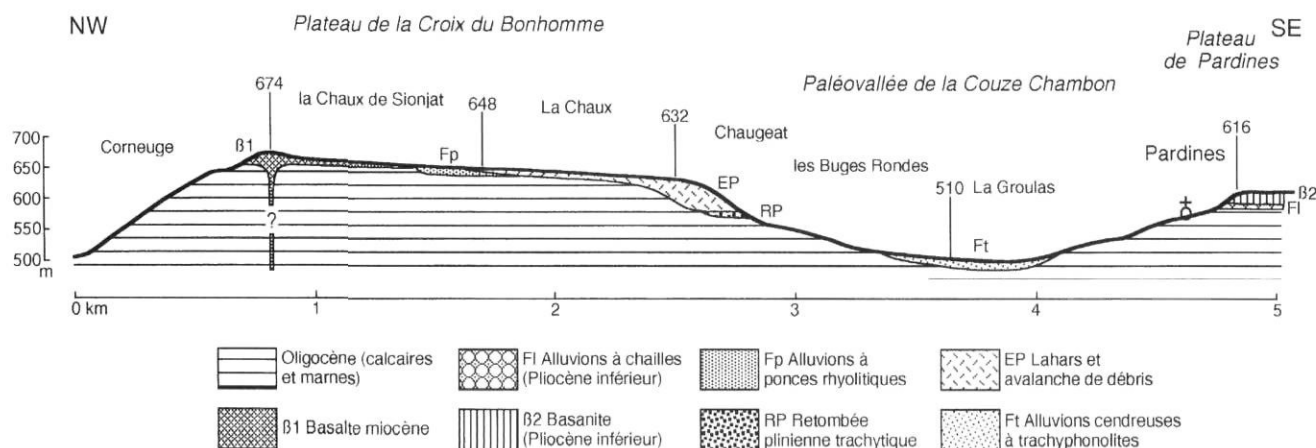 NW
Plateau de la Croix du Bonhomme
SE
Plateau
de Pardines
Paléovallée de la Couze Chambon
674
la Chaux de Sionjat
648
La Chaux
632
Chaugeat
616
700
650
600
550
500
m
Corneuge
ß1
Fp
EP
RP
les Buges Rondes
510
La Groulas
Pardines
ß2
Fl
?
Ft
0 km
1
2
3
4
5
Oligocène (calcaires
et marnes)
Fl Alluvions à chailles
(Pliocène inférieur)
Fp Alluvions à
ponces rhyolitiques
EP Lahars et
avalanche de débris
ß1 Basalte miocène
ß2 Basanite
(Pliocène inférieur)
RP Retombée
plinienne trachytique
Ft Alluvions cendreuses
à trachyphonolites